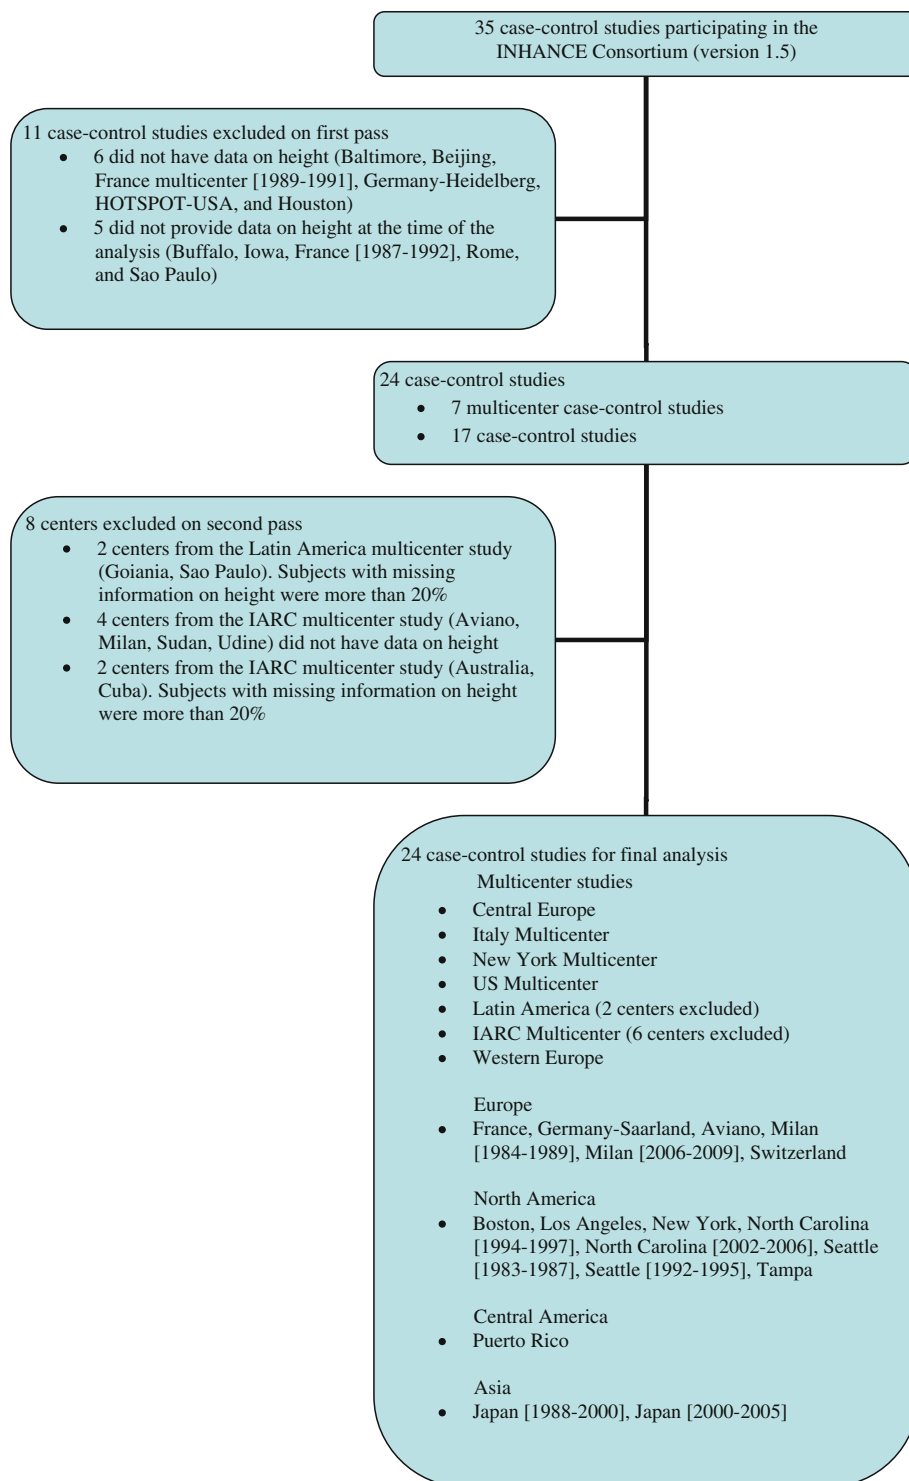 35 case-control studies participating in the
INHANCE Consortium (version 1.5)
11 case-control studies excluded on first pass
• 6 did not have data on height (Baltimore, Beijing,
France multicenter [1989-1991], Germany-Heidelberg,
HOTSPOT-USA, and Houston)
• 5 did not provide data on height at the time of the
analysis (Buffalo, Iowa, France [1987-1992], Rome,
and Sao Paulo)
24 case-control studies
• 7 multicenter case-control studies
• 17 case-control studies
8 centers excluded on second pass
• 2 centers from the Latin America multicenter study
(Goiania, Sao Paulo). Subjects with missing
information on height were more than 20%
• 4 centers from the IARC multicenter study (Aviano,
Milan, Sudan, Udine) did not have data on height
• 2 centers from the IARC multicenter study (Australia,
Cuba). Subjects with missing information on height
were more than 20%
24 case-control studies for final analysis
Multicenter studies
• Central Europe
• Italy Multicenter
• New York Multicenter
• US Multicenter
• Latin America (2 centers excluded)
• IARC Multicenter (6 centers excluded)
• Western Europe
Europe
• France, Germany-Saarland, Aviano, Milan
[1984-1989], Milan [2006-2009], Switzerland
North America
• Boston, Los Angeles, New York, North Carolina
[1994-1997], North Carolina [2002-2006], Seattle
[1983-1987], Seattle [1992-1995], Tampa
Central America
• Puerto Rico
Asia
• Japan [1988-2000], Japan [2000-2005]